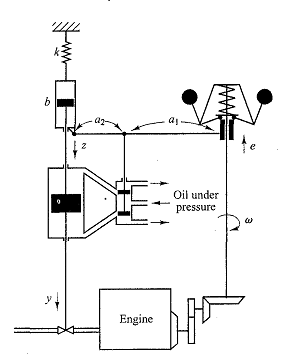 k
b
a₂
a₁
z
e
Oil under
pressure
ω
y
Engine